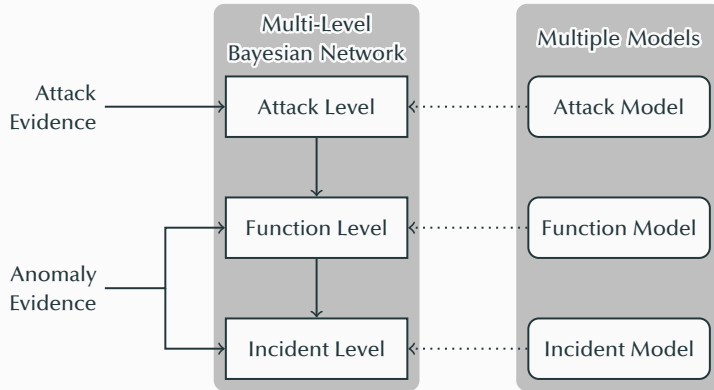 Multi-Level
Bayesian Network
Multiple Models
Attack
Evidence
Attack Level
Attack Model
Function Level
Function Model
Anomaly
Evidence
Incident Level
Incident Model